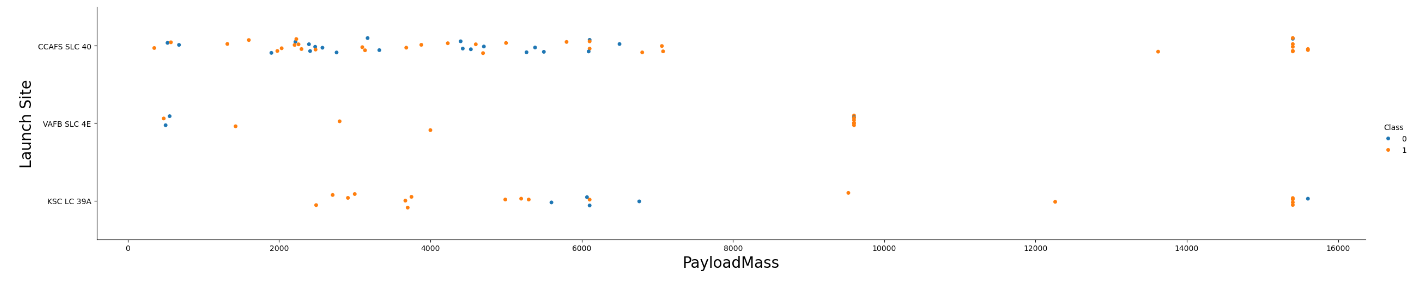 Launch Site
CCAFS SLC 40
VAFB SLC 4E
KSC LC 39A
0 2000 4000 6000 8000 10000 12000 14000 16000
PayloadMass
Class
0
1